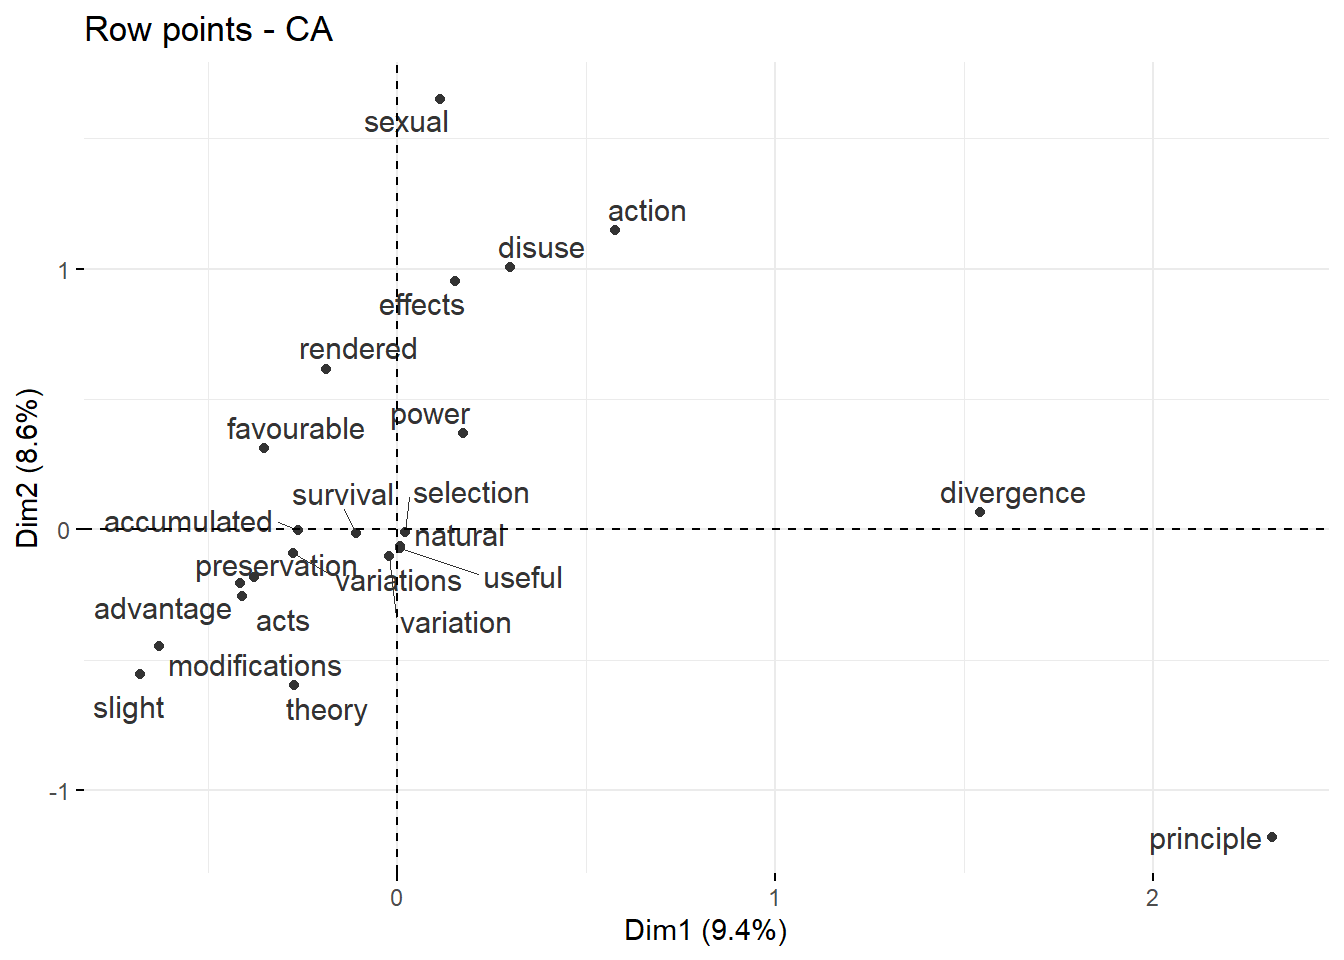 Row points - CA
sexual
action
disuse
effects
rendered
power
favourable
survival
selection
divergence
accumulated
natural
preservation
variations
useful
advantage
acts
variation
modifications
slight
theory
principle
1
0
-1
Dim2 (8.6%)
0
1
2
Dim1 (9.4%)